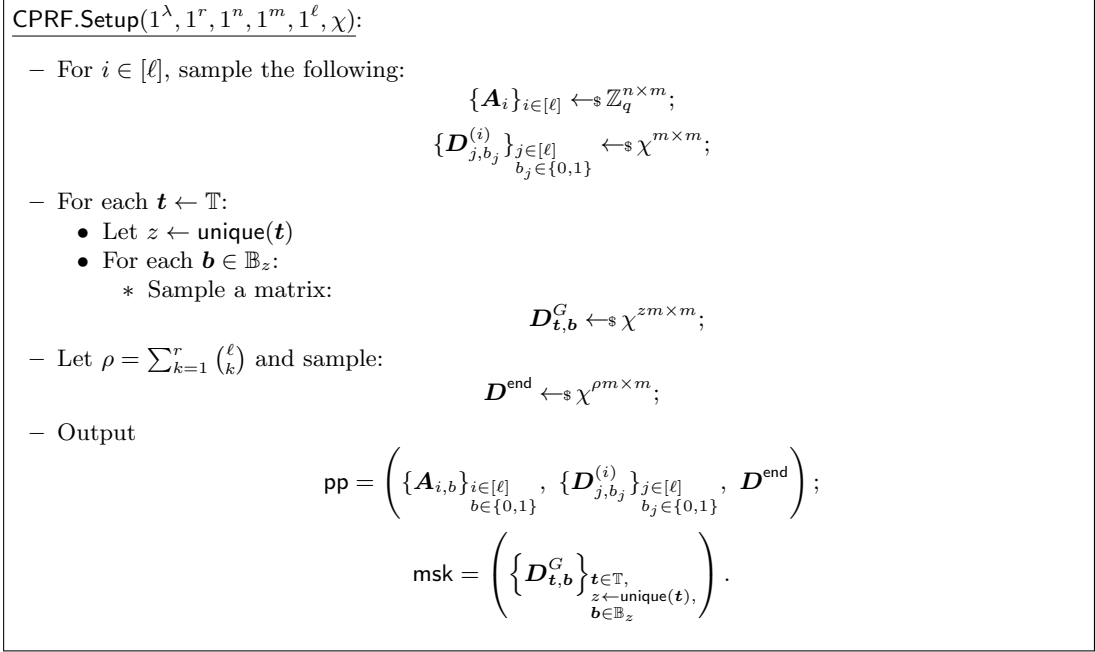 CPRF.Setup(1^λ, 1^r, 1^n, 1^m, 1^ℓ, χ):
– For i ∈ [ℓ], sample the following:
{A_i}_{i∈[ℓ]} ←$ ℤ_q^{n×m};
{D^{(i)}_{j,b_j}}_{j∈[ℓ], b_j∈{0,1}} ←$ χ^{m×m};
– For each t ← 𝕋:
• Let z ← unique(t)
• For each b ∈ 𝔹_z:
∗ Sample a matrix:
D^G_{t,b} ←$ χ^{zm×m};
– Let ρ = ∑_{k=1}^{r} (ℓ choose k) and sample:
D^{end} ←$ χ^{ρm×m};
– Output
pp = ( {A_{i,b}}_{i∈[ℓ], b∈{0,1}}, {D^{(i)}_{j,b_j}}_{j∈[ℓ], b_j∈{0,1}}, D^{end} );
msk = ( {D^G_{t,b}}_{t∈𝕋, z←unique(t), b∈𝔹_z} ).